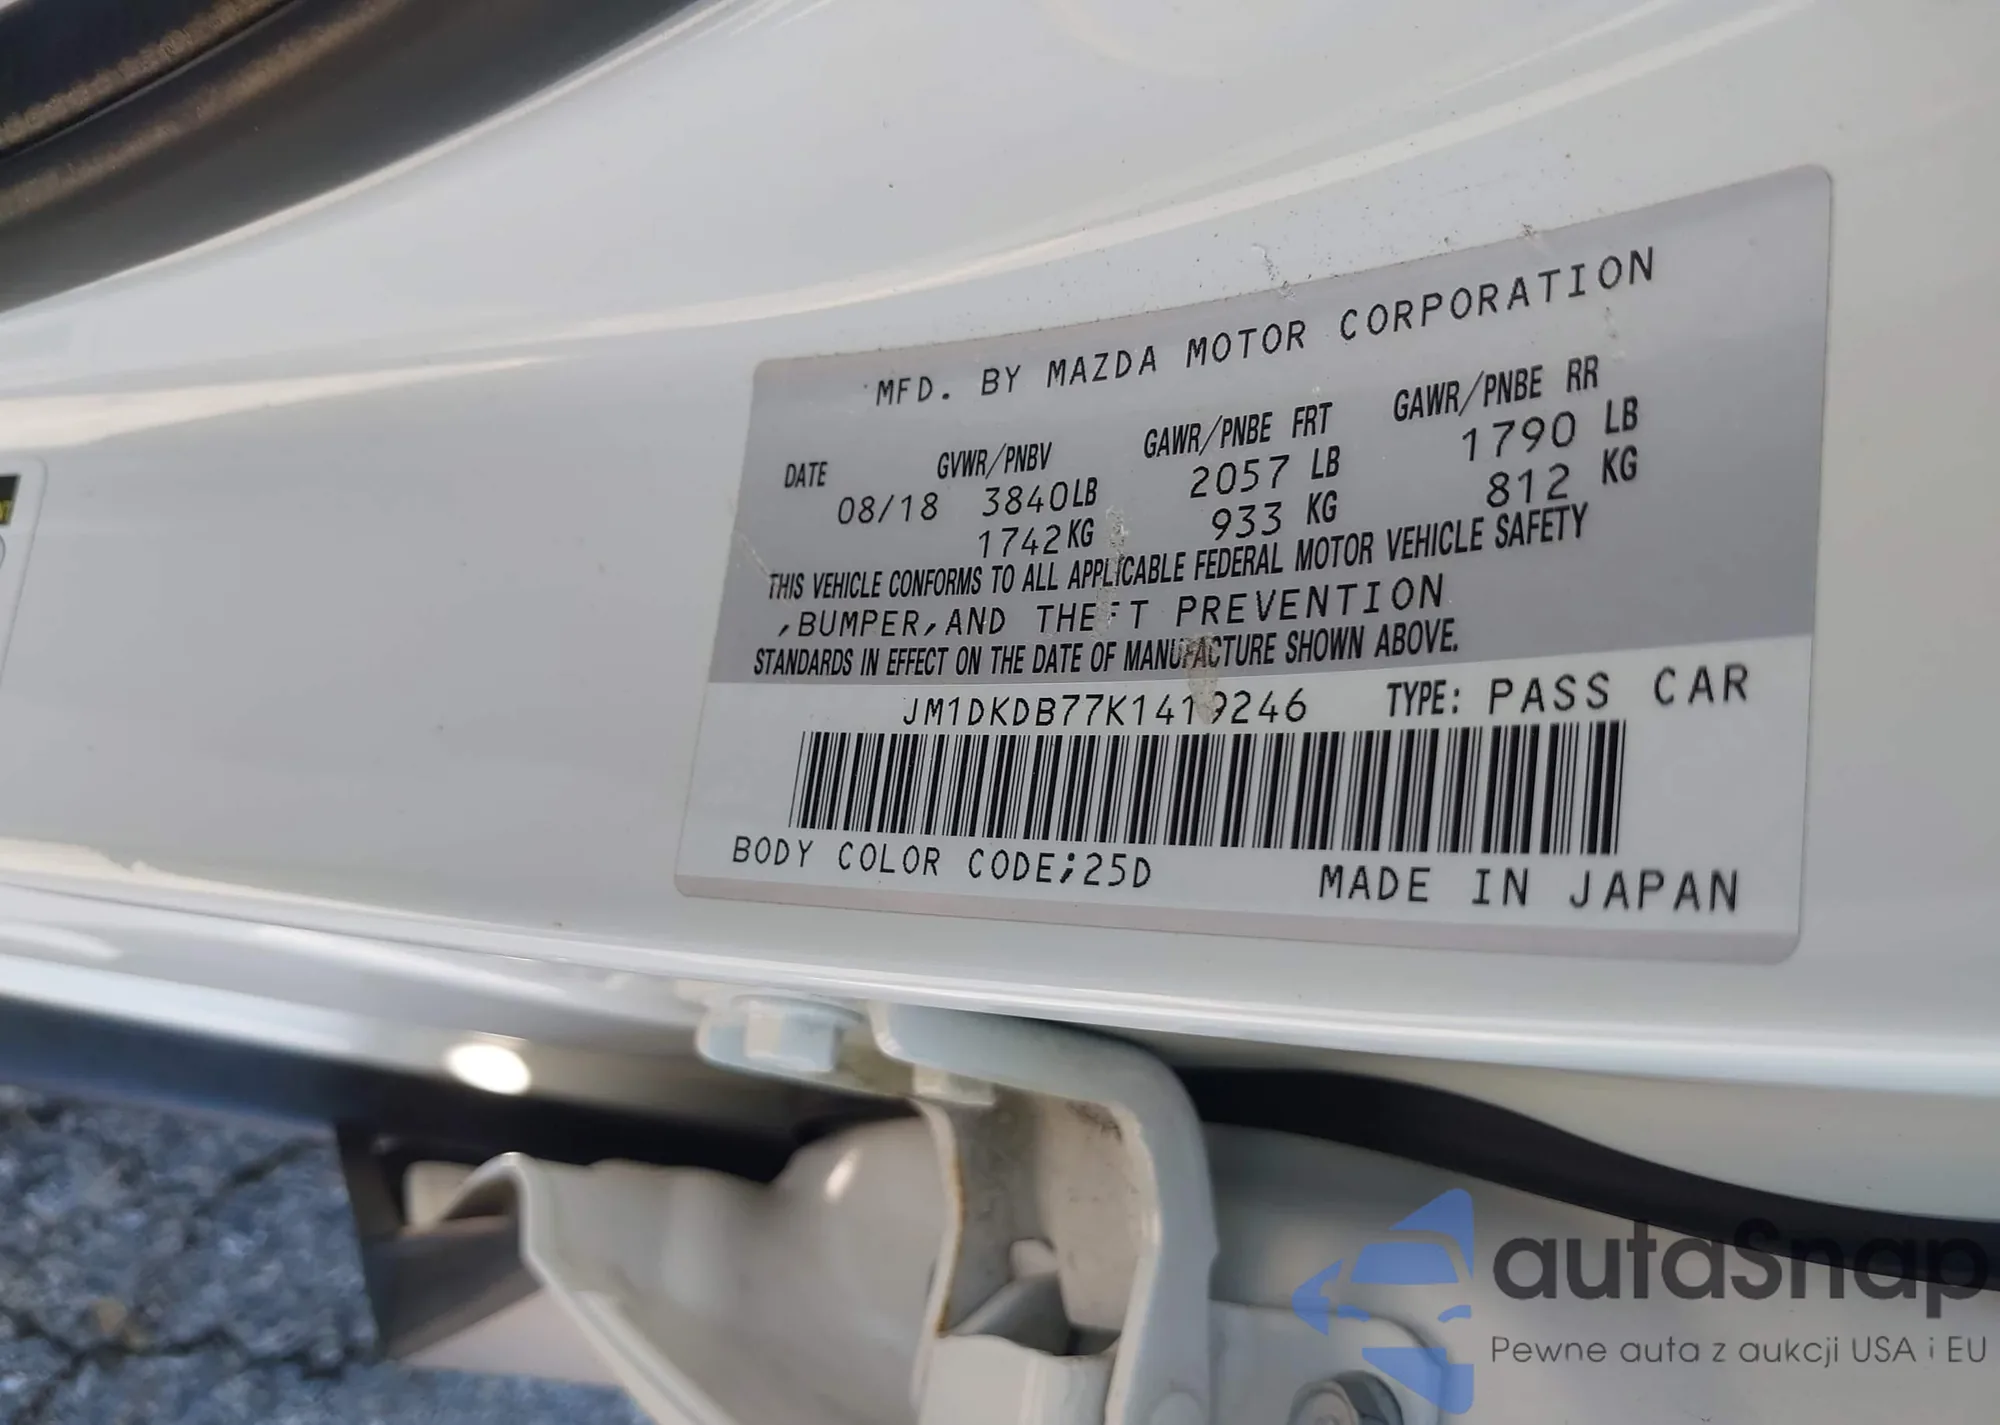 MFD. BY MAZDA MOTOR CORPORATION
DATE GVWR/PNBV GAWR/PNBE FRT GAWR/PNBE RR
08/18 3840LB 2057 LB 1790 LB
1742KG 933 KG 812 KG
THIS VEHICLE CONFORMS TO ALL APPLICABLE FEDERAL MOTOR VEHICLE SAFETY
,BUMPER,AND THEFT PREVENTION
STANDARDS IN EFFECT ON THE DATE OF MANUFACTURE SHOWN ABOVE.
JM1DKDB77K1419246 TYPE: PASS CAR
BODY COLOR CODE;25D MADE IN JAPAN
autaSnap
Pewne auta z aukcji USA i EU